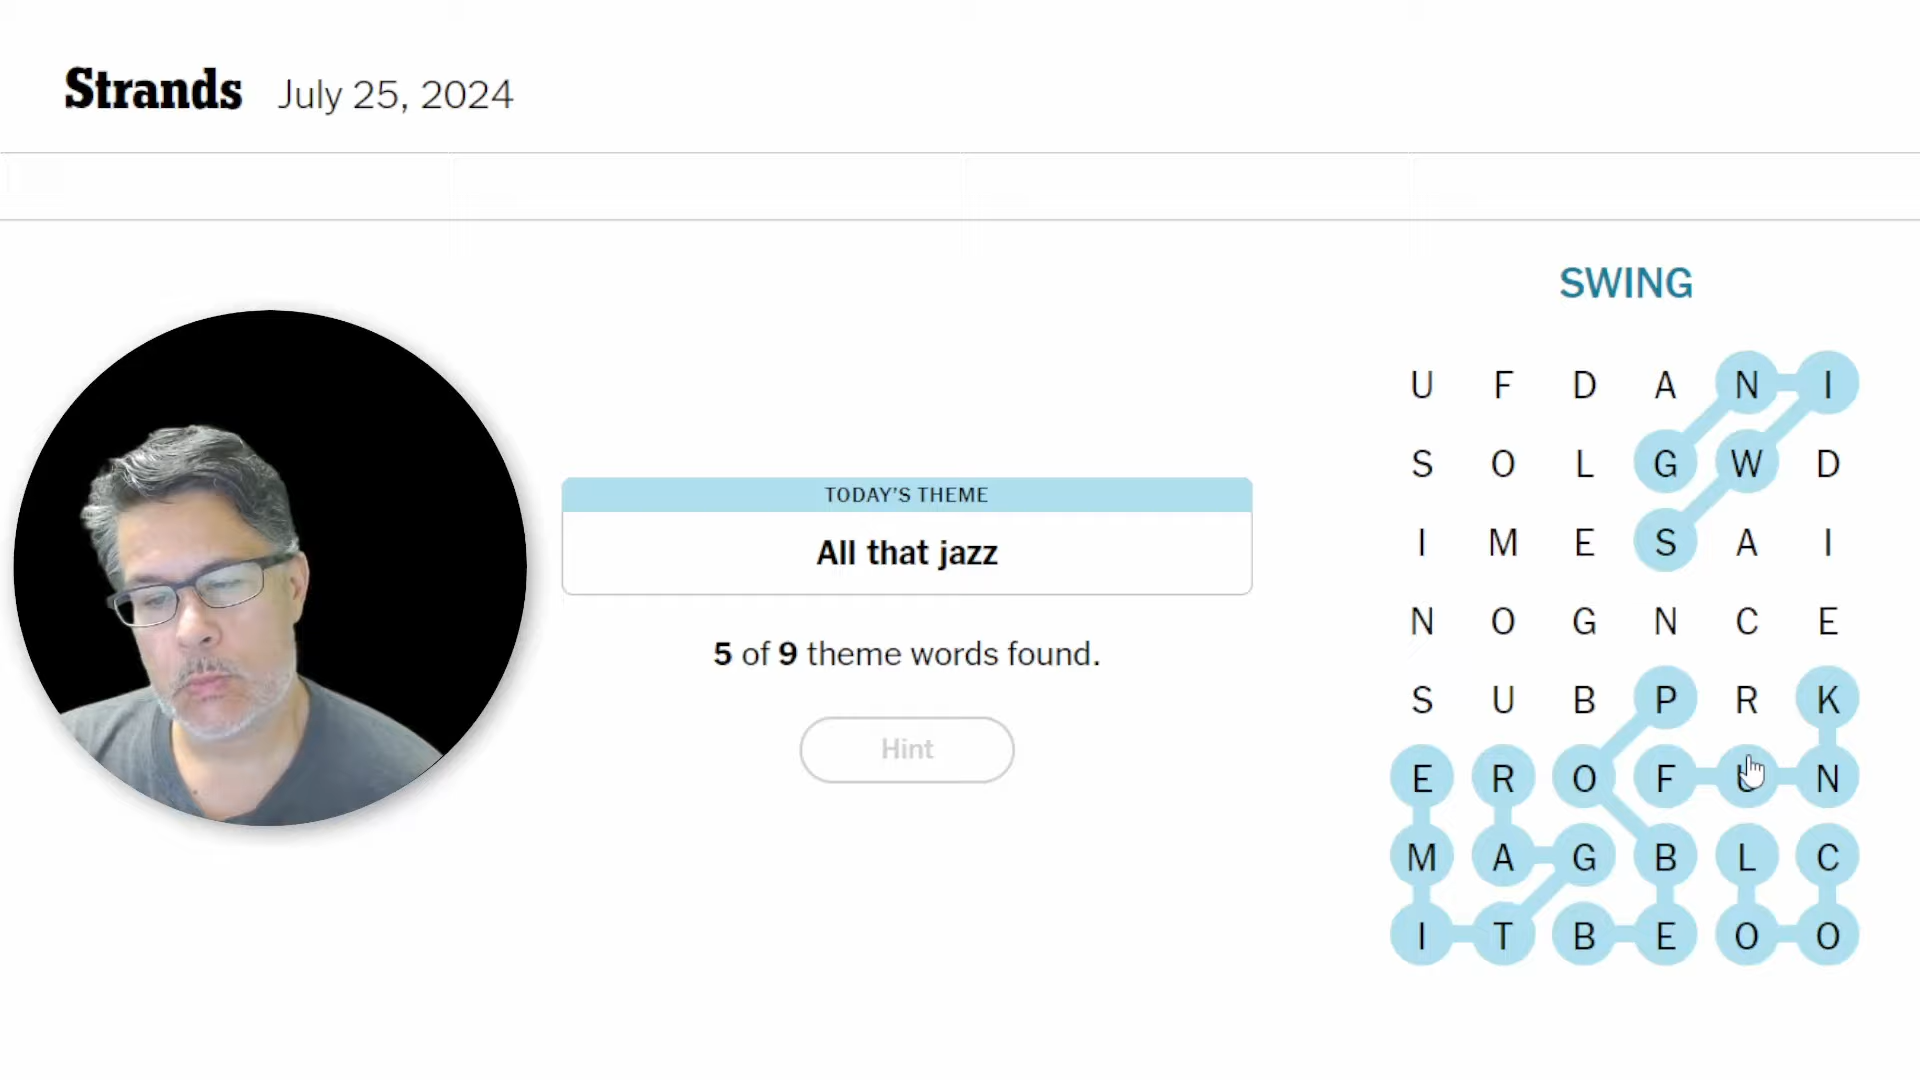 Strands July 25, 2024
SWING
TODAY'S THEME
All that jazz
5 of 9 theme words found.
Hint
U F D A N I
S O L G W D
I M E S A I
N O G N C E
S U B P R K
E R O F U N
M A G B L C
I T B E O O